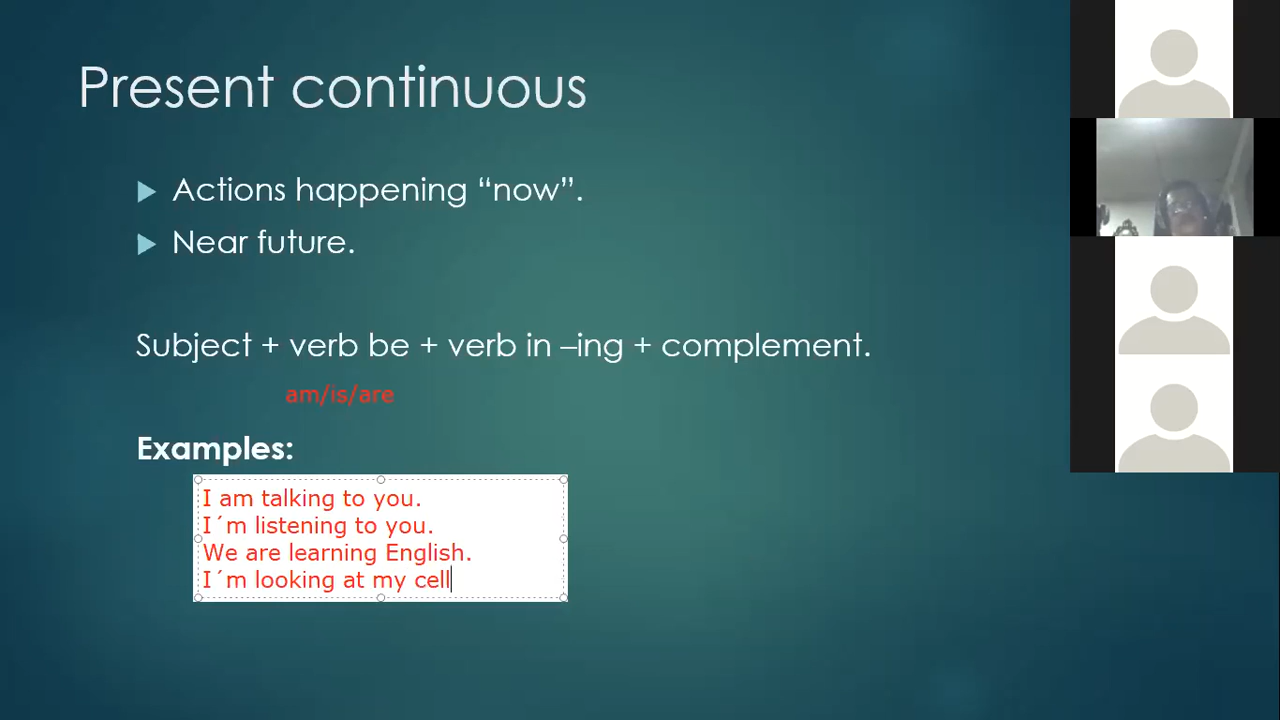 Present continuous
Actions happening “now”.
Near future.
Subject + verb be + verb in –ing + complement.
am/is/are
Examples:
I am talking to you.
I´m listening to you.
We are learning English.
I´m looking at my cell